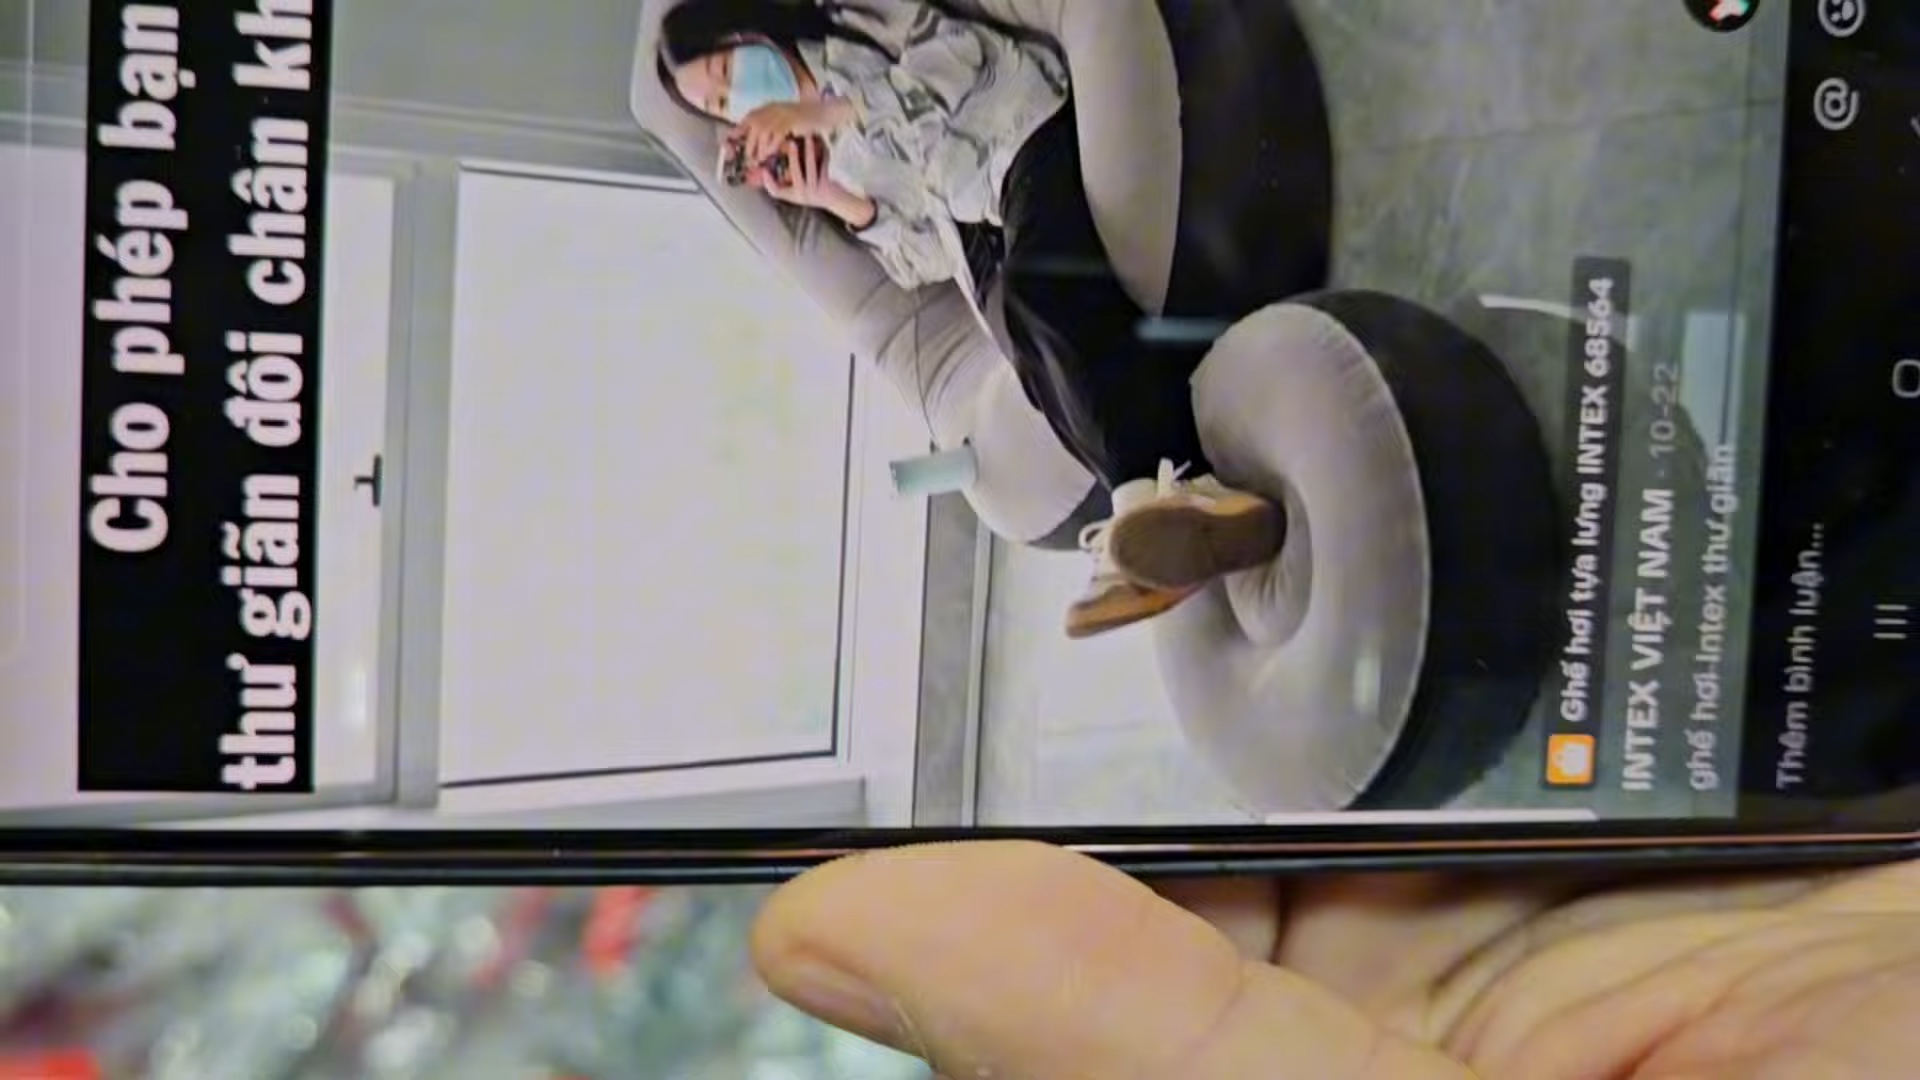 Cho phép bạn
thư giãn đôi chân kh
Ghế hơi tựa lưng INTEX 68564
INTEX VIỆT NAM · 10-22
ghế hơi Intex thư giãn
Thêm bình luận...
@